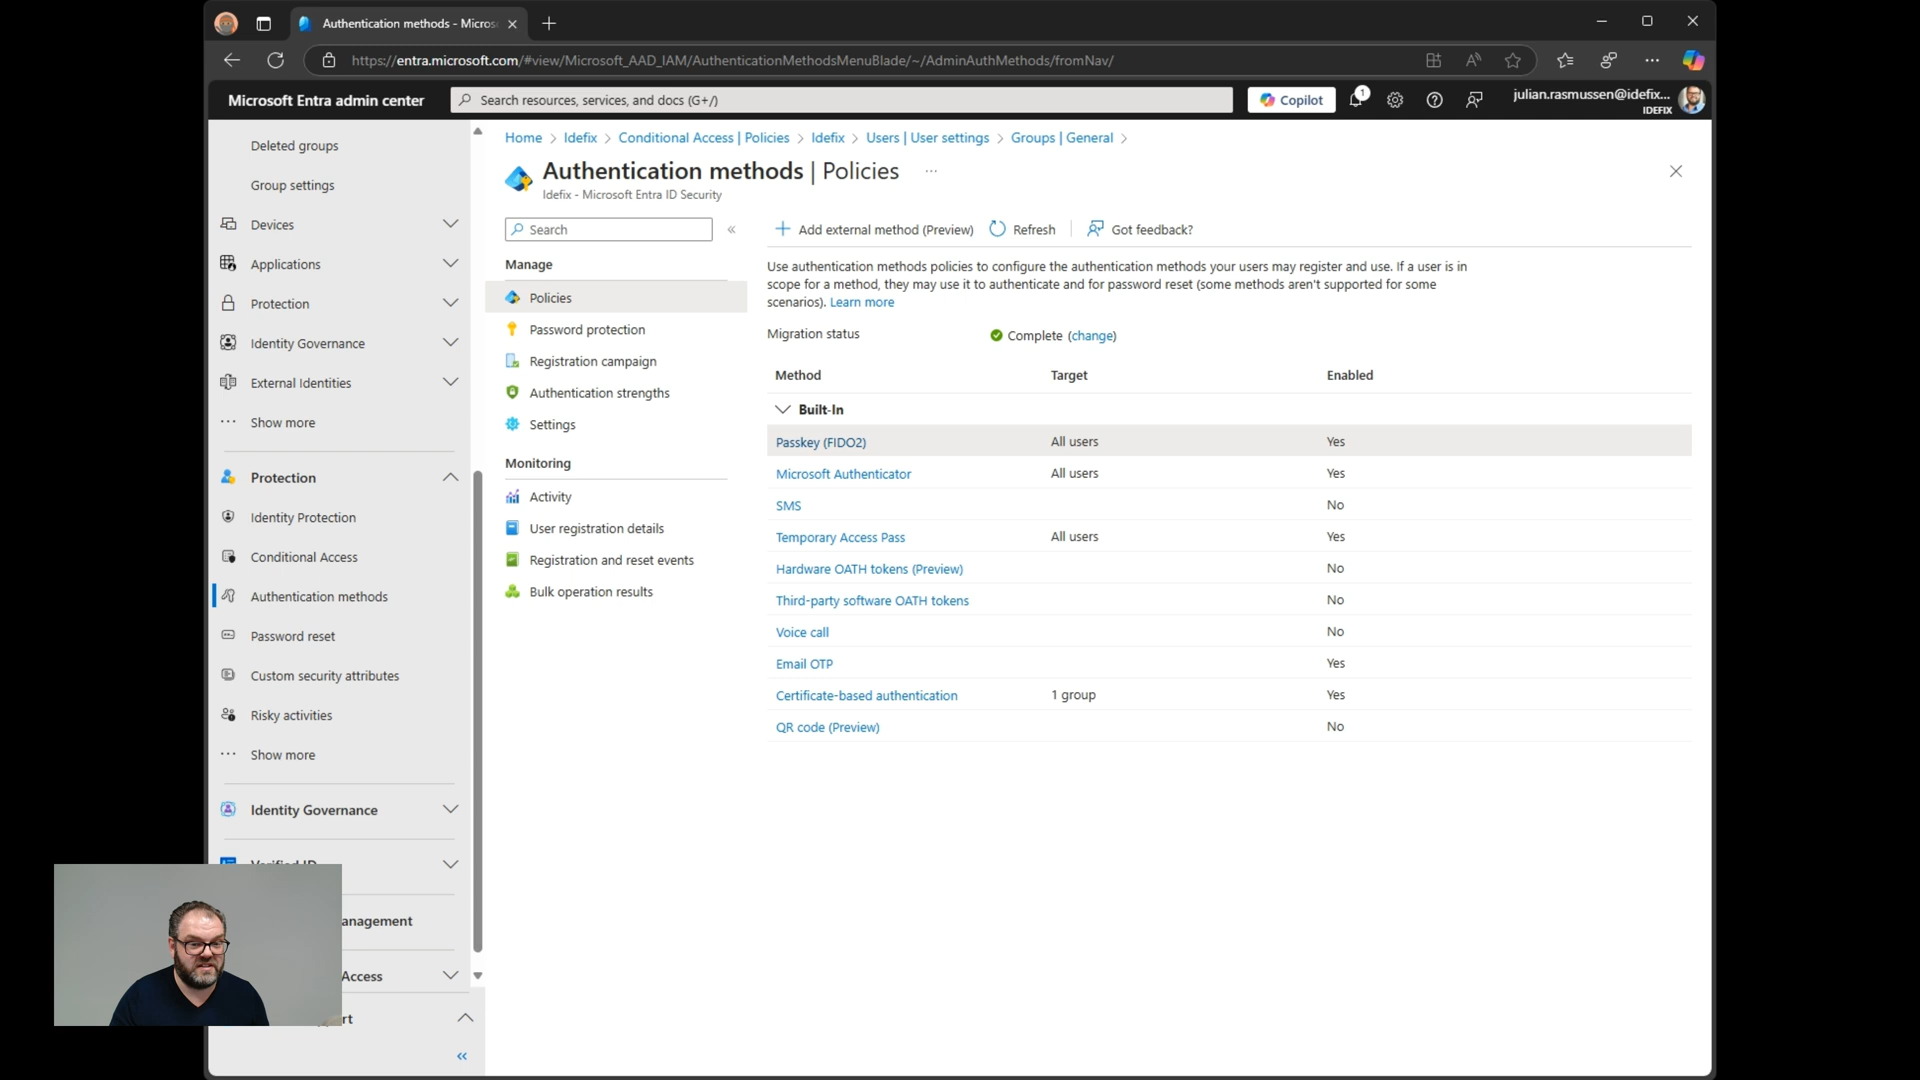 Authentication methods - Micros
https://entra.microsoft.com/#view/Microsoft_AAD_IAM/AuthenticationMethodsMenuBlade/~/AdminAuthMethods/fromNav/
Microsoft Entra admin center
Search resources, services, and docs (G+/)
Copilot
1
julian.rasmussen@idefix...
IDEFIX
Deleted groups
Group settings
Devices
Applications
Protection
Identity Governance
External Identities
Show more
Protection
Identity Protection
Conditional Access
Authentication methods
Password reset
Custom security attributes
Risky activities
Show more
Identity Governance
Verified ID
anagement
Access
rt
Home > Idefix > Conditional Access | Policies > Idefix > Users | User settings > Groups | General >
Authentication methods | Policies ...
Idefix - Microsoft Entra ID Security
Search
Manage
Policies
Password protection
Registration campaign
Authentication strengths
Settings
Monitoring
Activity
User registration details
Registration and reset events
Bulk operation results
Add external method (Preview) Refresh Got feedback?
Use authentication methods policies to configure the authentication methods your users may register and use. If a user is in
scope for a method, they may use it to authenticate and for password reset (some methods aren't supported for some
scenarios). Learn more
Migration status Complete (change)
Method Target Enabled
Built-In
Passkey (FIDO2) All users Yes
Microsoft Authenticator All users Yes
SMS No
Temporary Access Pass All users Yes
Hardware OATH tokens (Preview) No
Third-party software OATH tokens No
Voice call No
Email OTP Yes
Certificate-based authentication 1 group Yes
QR code (Preview) No